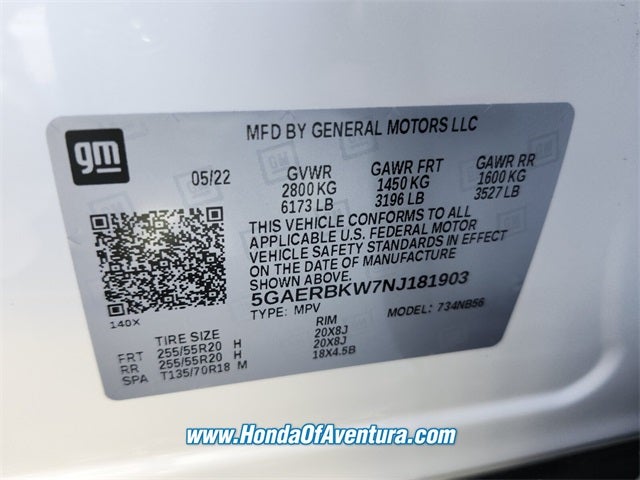 gm
MFD BY GENERAL MOTORS LLC
05/22 GVWR GAWR FRT GAWR RR
2800 KG 1450 KG 1600 KG
6173 LB 3196 LB 3527 LB
THIS VEHICLE CONFORMS TO ALL
APPLICABLE U.S. FEDERAL MOTOR
VEHICLE SAFETY STANDARDS IN EFFECT
ON THE DATE OF MANUFACTURE
SHOWN ABOVE.
5GAERBKW7NJ181903
140X TYPE: MPV MODEL: 734NB56
TIRE SIZE RIM
FRT 255/55R20 H 20X8J
RR 255/55R20 H 20X8J
SPA T135/70R18 M 18X4.5B
www.HondaOfAventura.com